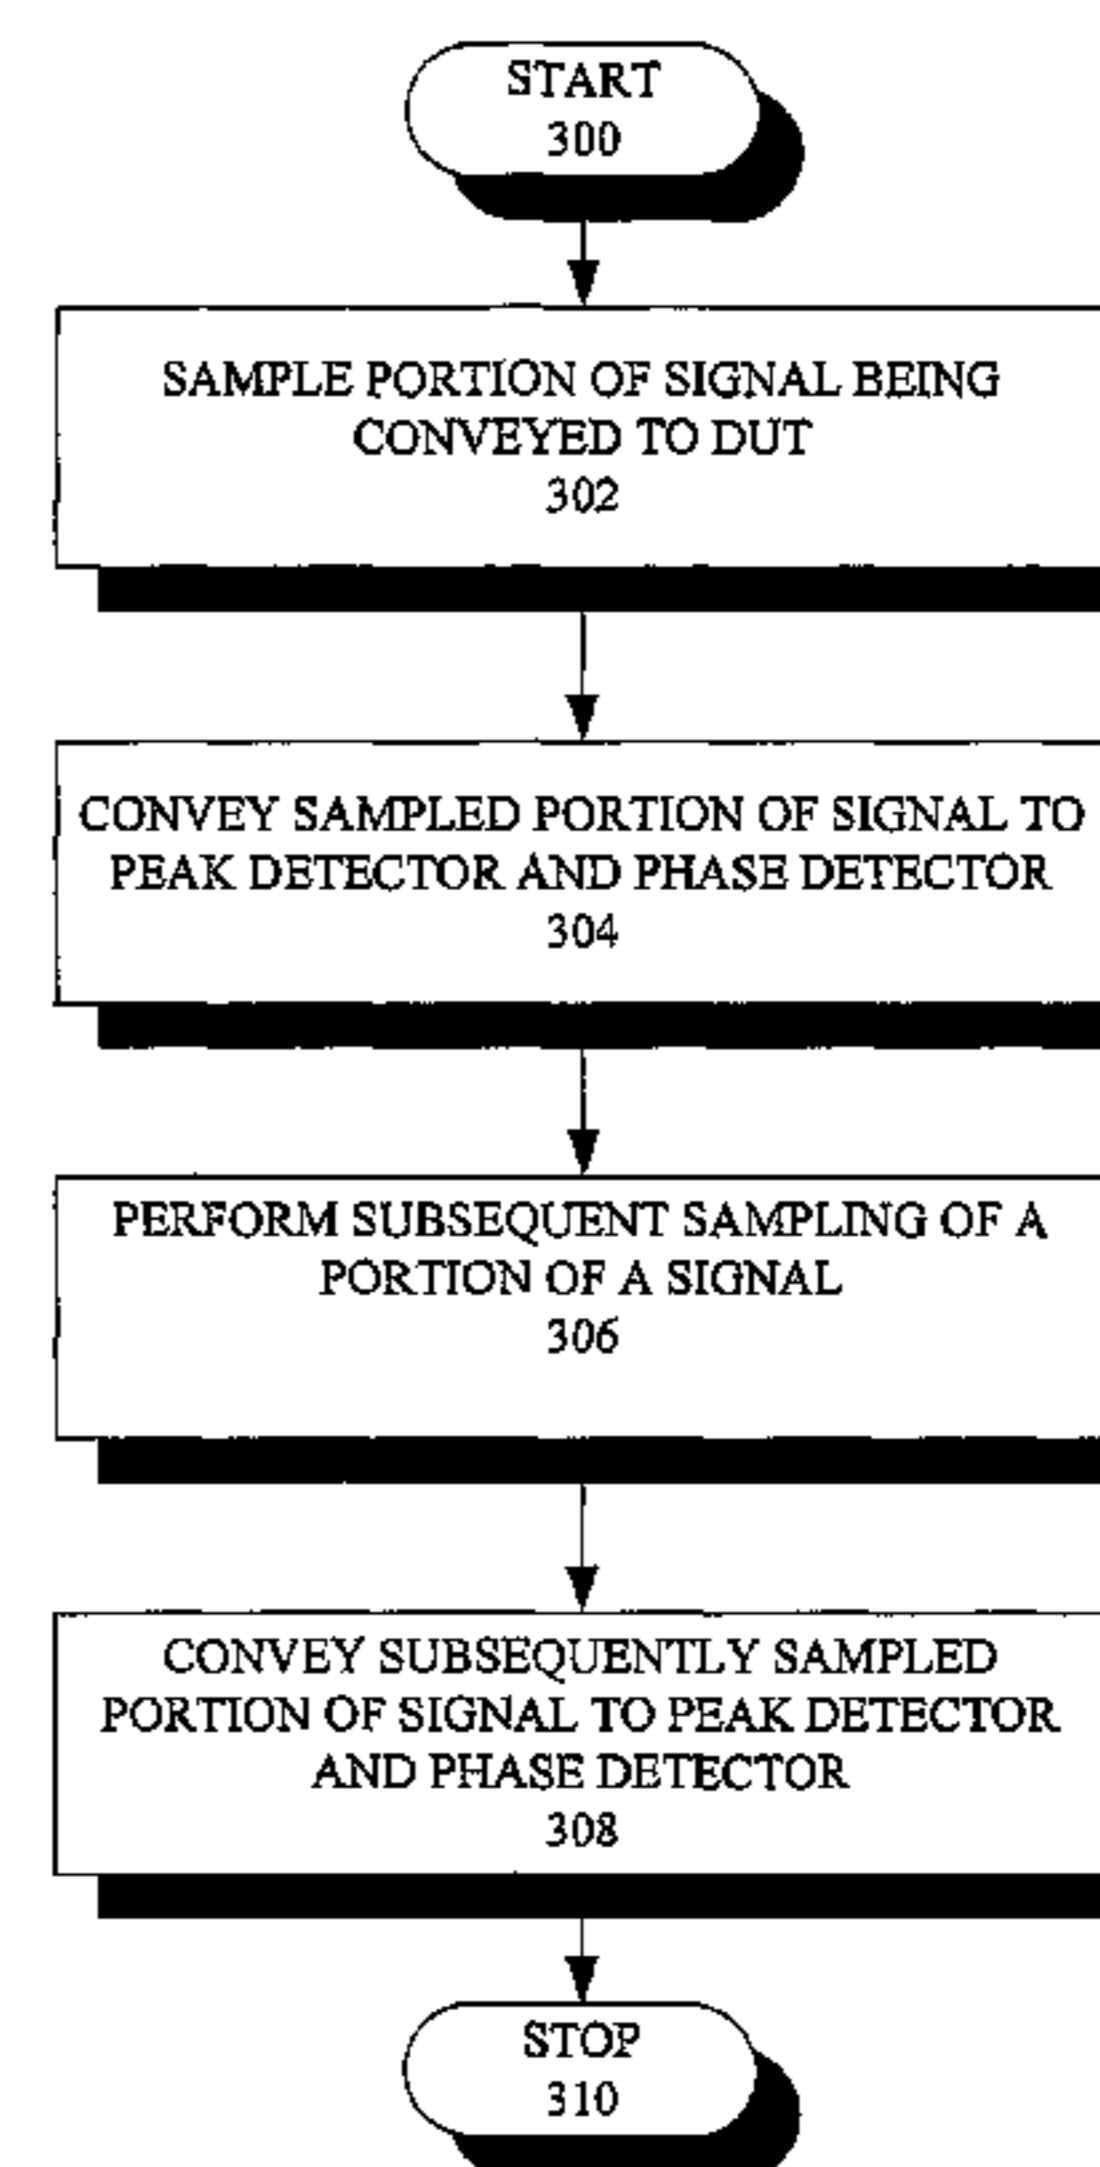 START
300
SAMPLE PORTION OF SIGNAL BEING
CONVEYED TO DUT
302
CONVEY SAMPLED PORTION OF SIGNAL TO
PEAK DETECTOR AND PHASE DETECTOR
304
PERFORM SUBSEQUENT SAMPLING OF A
PORTION OF A SIGNAL
306
CONVEY SUBSEQUENTLY SAMPLED
PORTION OF SIGNAL TO PEAK DETECTOR
AND PHASE DETECTOR
308
STOP
310